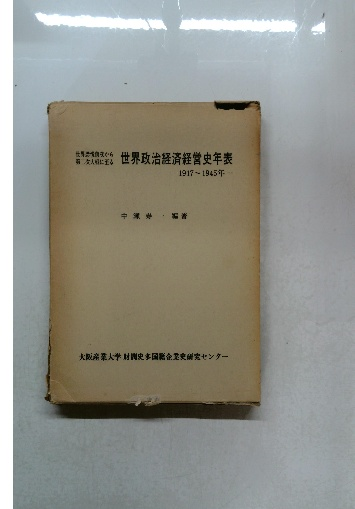 世界恐慌前夜から 世界政治経済経営史年表
第二次大戦に至る
1917～1945年
中瀬寿一 編著
大阪産業大学 財閥史多国籍企業史研究センター